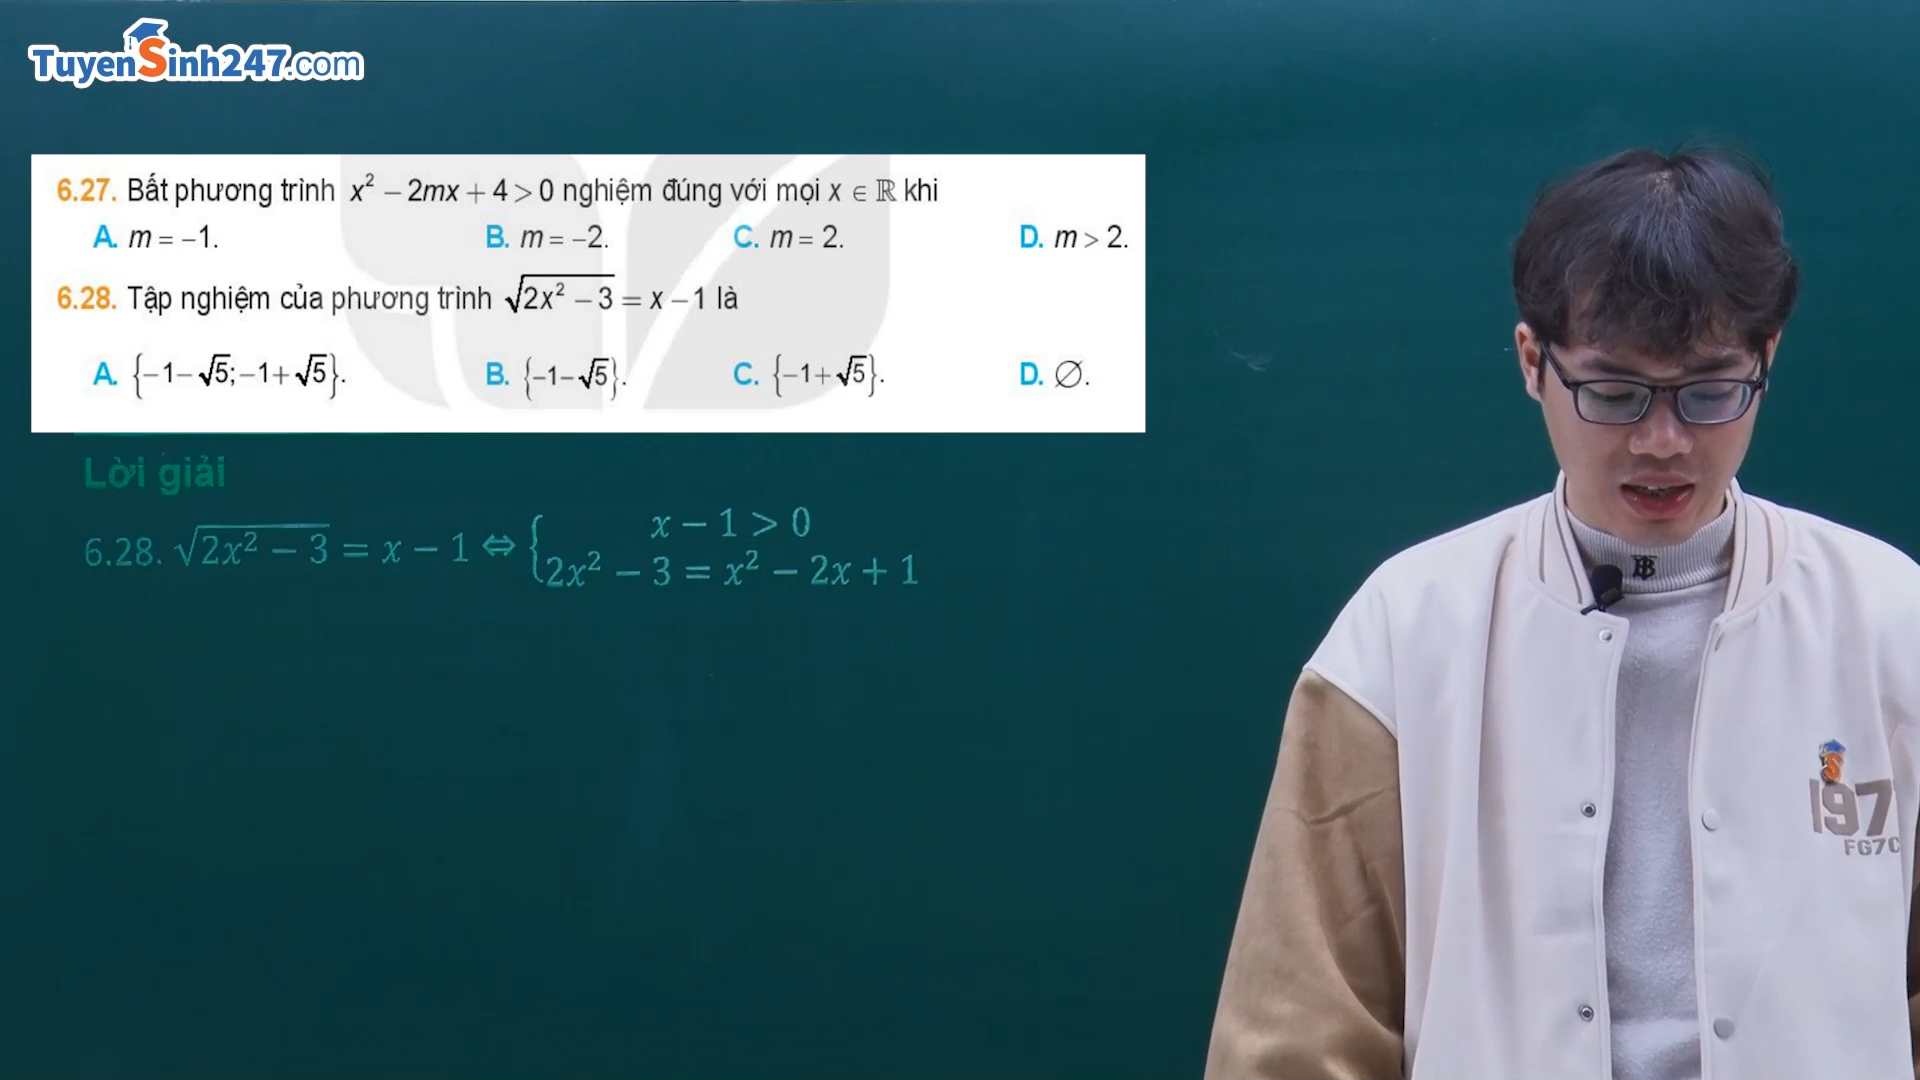 TuyenSinh247.com
6.27. Bất phương trình x² – 2mx + 4 > 0 nghiệm đúng với mọi x ∈ ℝ khi
A. m = –1. B. m = –2. C. m = 2. D. m > 2.
6.28. Tập nghiệm của phương trình √(2x² – 3) = x – 1 là
A. {–1– √5; –1+ √5}. B. {–1– √5}. C. {–1+ √5}. D. ∅.
Lời giải
6.28. √(2x² − 3) = x − 1 ⇔ { x − 1 > 0
2x² − 3 = x² − 2x + 1
TB
S
197
FG7C